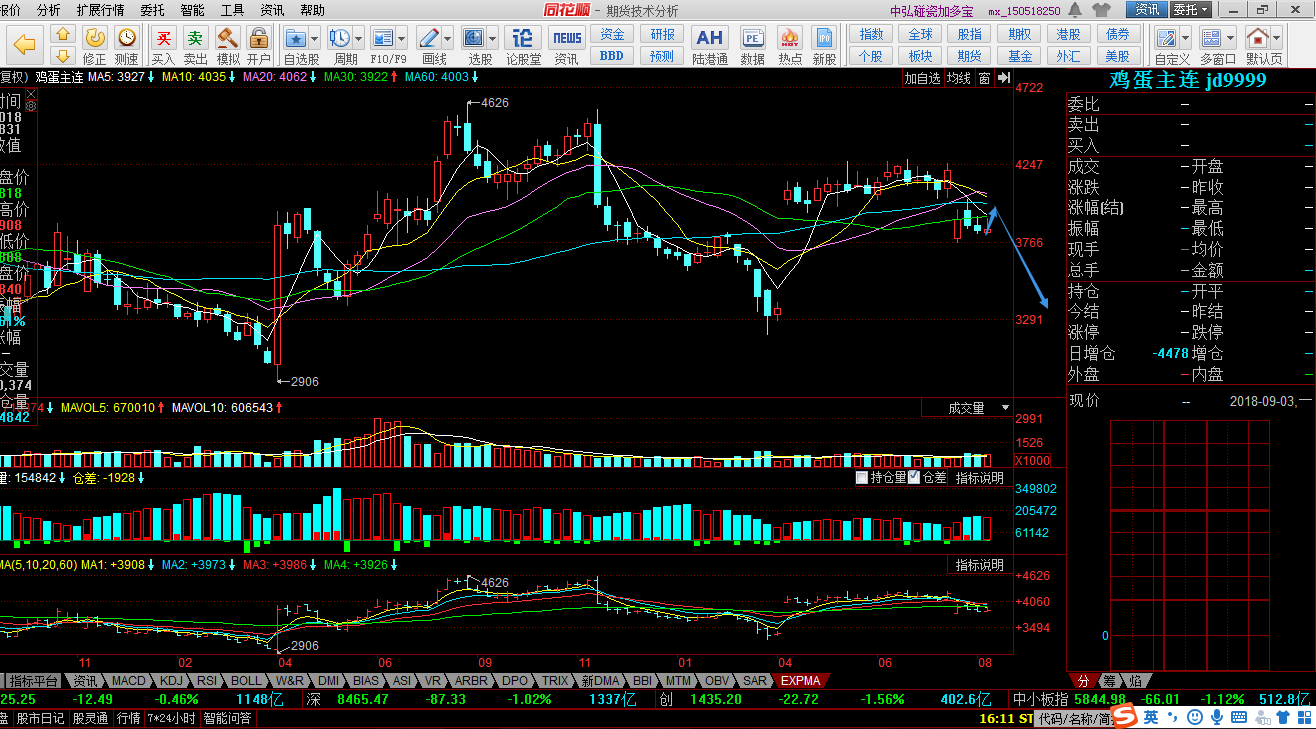 报价 分析 扩展行情 委托 智能 工具 资讯 帮助 同花顺 - 期货技术分析 中弘碰瓷加多宝 mx_150518250 资讯 委托
修正 测速 买入 卖出 模拟 开户 自选股 周期 F10/F9 画线 选股 论股堂 资讯 陆港通 数据 热点 新股 自定义 多窗口 默认页
买 卖 论 NEWS AH PE IPO HOT
资金 研报 指数 全球 股指 期权 港股 债券
BBD 预测 个股 板块 期货 基金 外汇 美股
复权) 鸡蛋主连 MA5: 3927 MA10: 4035 MA20: 4062 MA30: 3922 MA60: 4003 加自选 均线 窗
鸡蛋主连 jd9999
时间
018
831
盘价
818
高价
908
低价
808
盘价
840
61%
交量
0,374
仓量
4842
4722
4626
4247
3766
3291
2906
委比 –
卖出 – –
买入 –
成交 – 开盘 –
涨跌 – 昨收 –
涨幅(结) – 最高 –
振幅 – 最低 –
现手 – 均价 –
总手 – 金额 –
持仓 – 开平 –
今结 – 昨结 –
涨停 – 跌停 –
日增仓 -4478 增仓 –
外盘 – 内盘 –
现价 -- 2018-09-03,一
MAVOL5: 670010 MAVOL10: 606543 成交量
2991
1526
X1000
量: 154842 仓差: -1928 持仓量 仓差 指标说明
349802
205472
61142
MA(5,10,20,60) MA1: +3908 MA2: +3973 MA3: +3986 MA4: +3926 指标说明
+4626
4626
+4060
+3494
2906
0
11 02 04 06 09 11 01 04 06 08
指标平台 资讯 MACD KDJ RSI BOLL W&R DMI BIAS ASI VR ARBR DPO TRIX 新DMA BBI MTM OBV SAR EXPMA 分 筹 焰
25.25 -12.49 -0.46% 1148亿 深 8465.47 -87.33 -1.02% 1337亿 创 1435.20 -22.72 -1.56% 402.6亿 中小板指 5844.98 -66.01 -1.12% 512.8亿
盘 股市日记 股灵通 行情 7*24小时 智能问答 16:11 ST 代码/名称/简 S 英